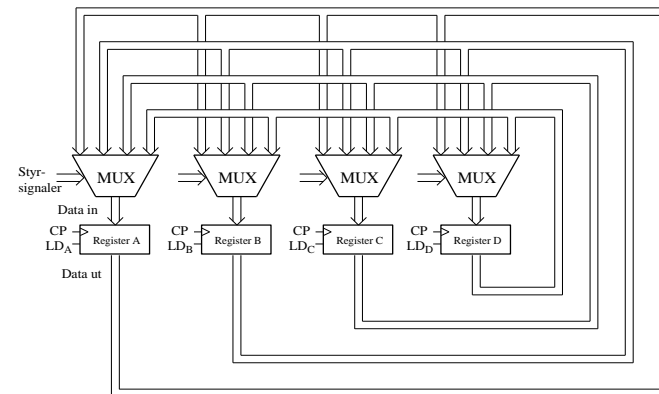 Styr-
signaler
MUX
MUX
MUX
MUX
Data in
CP
LDA
Register A
CP
LDB
Register B
CP
LDC
Register C
CP
LDD
Register D
Data ut